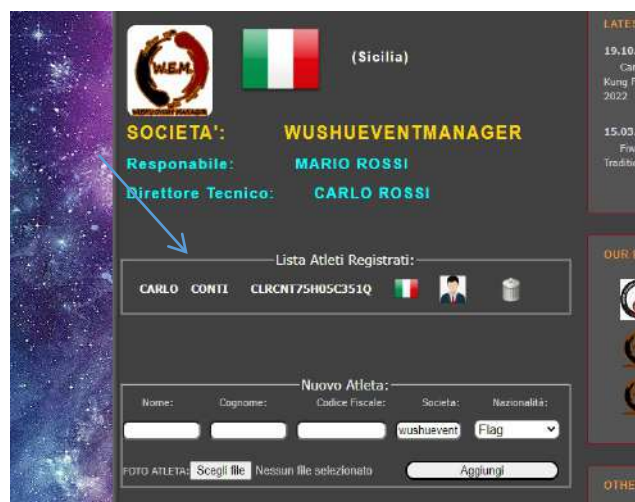 W.E.M.
(Sicilia)
SOCIETA': WUSHUEVENTMANAGER
Responabile: MARIO ROSSI
Direttore Tecnico: CARLO ROSSI
Lista Atleti Registrati:
CARLO CONTI CLRCNT75H05C351Q
Nuovo Atleta:
Nome: Cognome: Codice Fiscale: Societa: Nazionalità:
wushuevent Flag
FOTO ATLETA: Scegli file Nessun file selezionato Aggiungi
LATES
19.10.
Car
Kung F
2022
15.03.
Traditi
OUR
OTHE